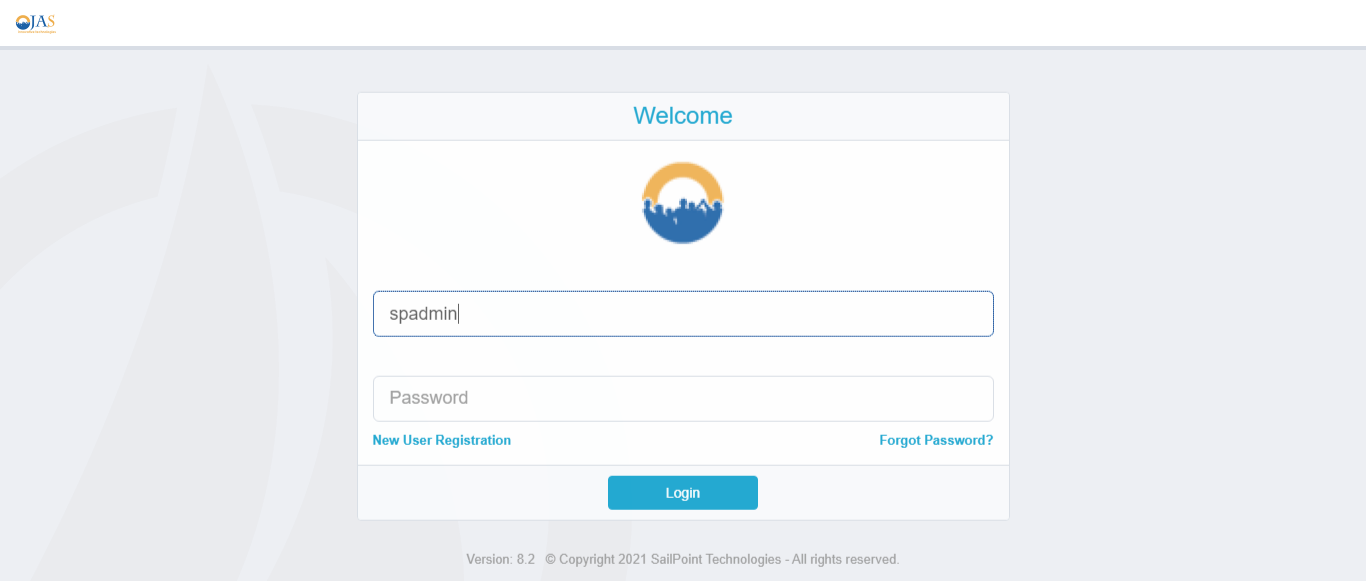 OJAS
Welcome
spadmin
Password
New User Registration
Forgot Password?
Login
Version: 8.2 © Copyright 2021 SailPoint Technologies - All rights reserved.